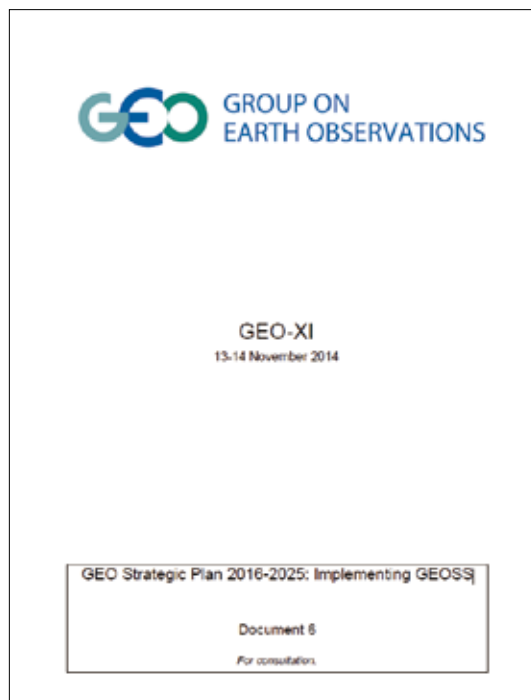 GEO GROUP ON
EARTH OBSERVATIONS
GEO-XI
13-14 November 2014
GEO Strategic Plan 2016-2025: Implementing GEOSS
Document 6
For consultation.